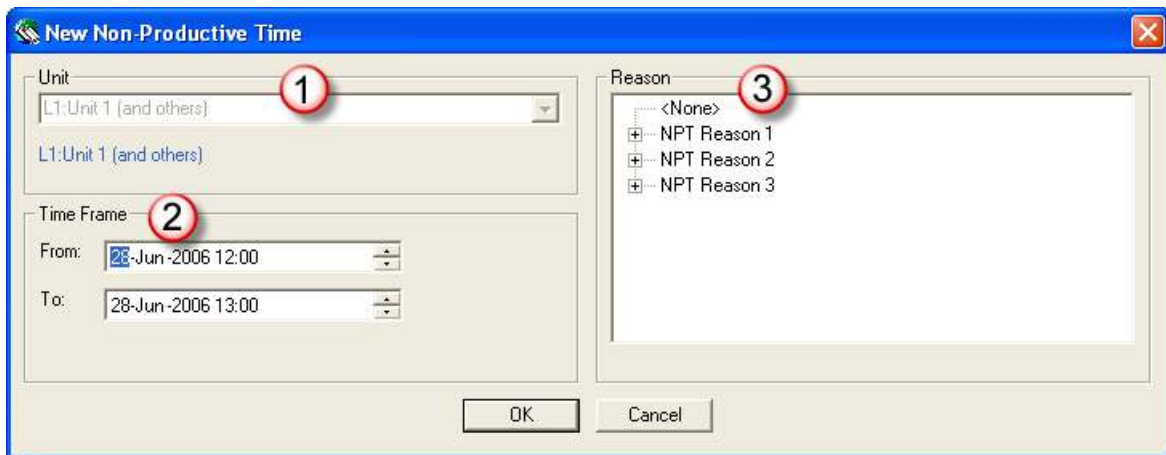 New Non-Productive Time
Unit
1
L1:Unit 1 (and others)
L1:Unit 1 (and others)
Time Frame
2
From:
28-Jun-2006 12:00
To:
28-Jun-2006 13:00
Reason
3
<None>
NPT Reason 1
NPT Reason 2
NPT Reason 3
OK
Cancel